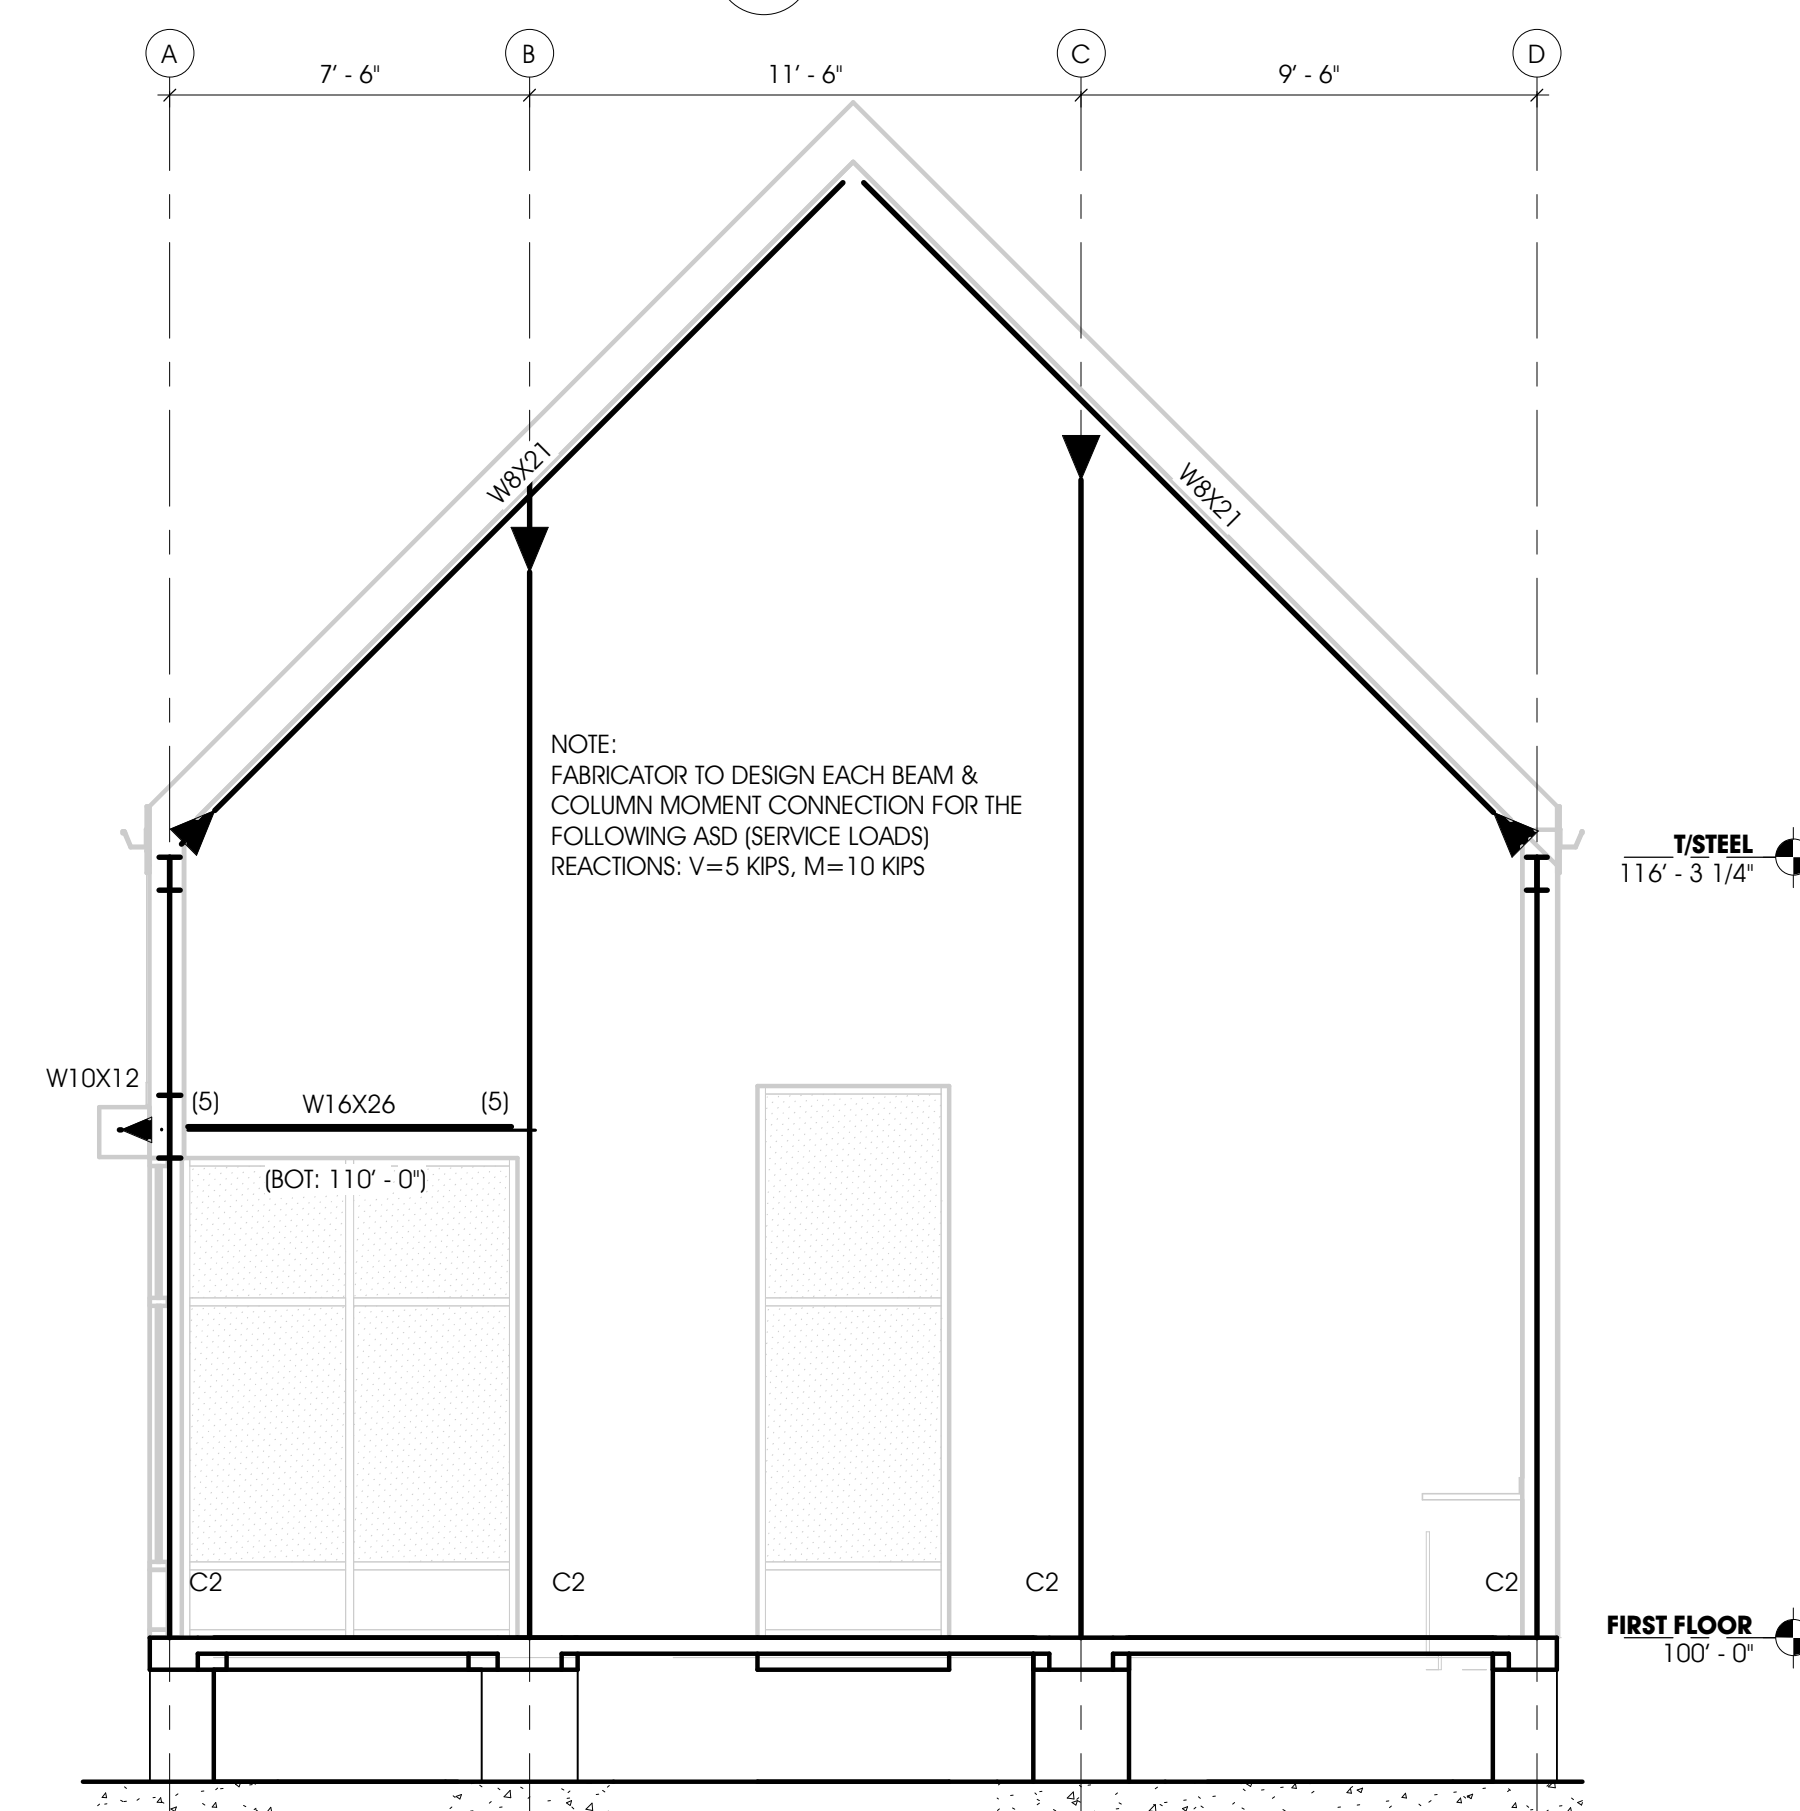 A B C D
7' - 6" 11' - 6" 9' - 6"
W8X21
W8X21
NOTE:
FABRICATOR TO DESIGN EACH BEAM &
COLUMN MOMENT CONNECTION FOR THE
FOLLOWING ASD (SERVICE LOADS)
REACTIONS: V=5 KIPS, M=10 KIPS
T/STEEL
116' - 3 1/4"
W10X12
(5) W16X26 (5)
(BOT: 110' - 0")
C2 C2 C2 C2
FIRST FLOOR
100' - 0"